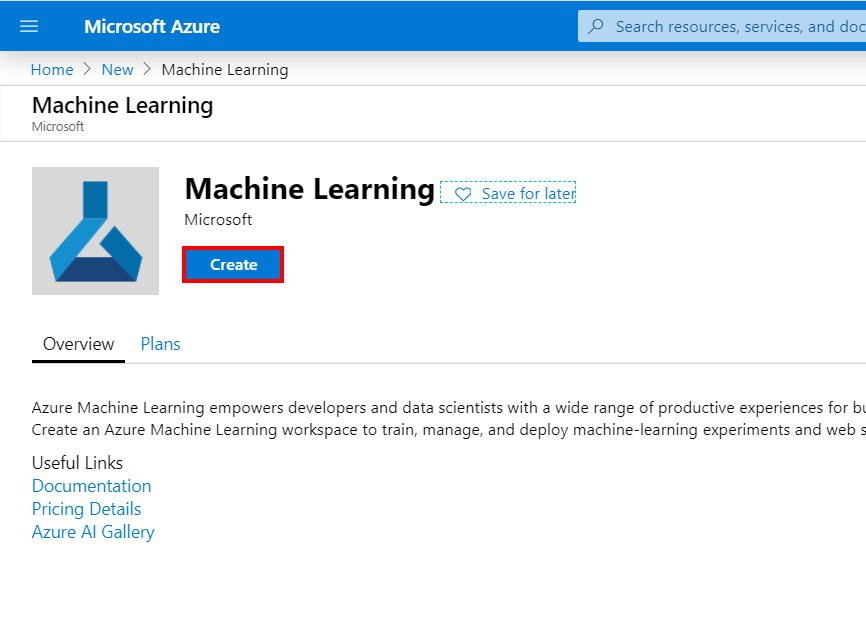 Microsoft Azure
Search resources, services, and doc
Home > New > Machine Learning
Machine Learning
Microsoft
Machine Learning
Save for later
Microsoft
Create
Overview Plans
Azure Machine Learning empowers developers and data scientists with a wide range of productive experiences for bu
Create an Azure Machine Learning workspace to train, manage, and deploy machine-learning experiments and web s
Useful Links
Documentation
Pricing Details
Azure AI Gallery